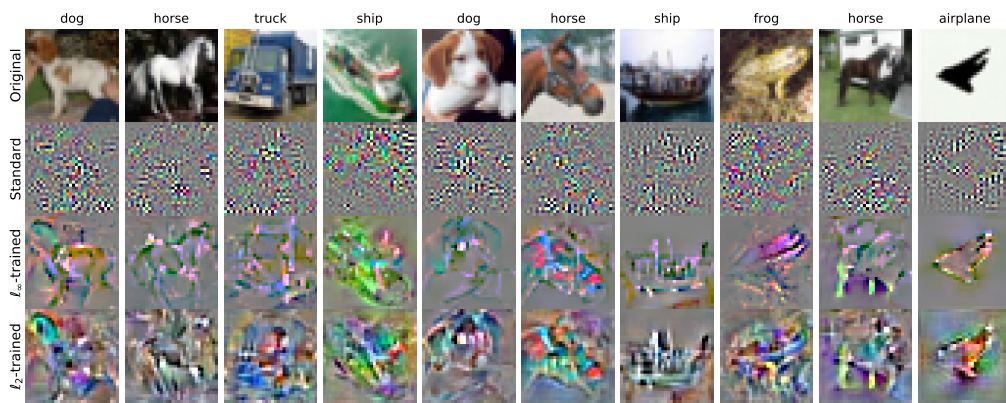 dog horse truck ship dog horse ship frog horse airplane
Original
Standard
ℓ∞-trained
ℓ2-trained